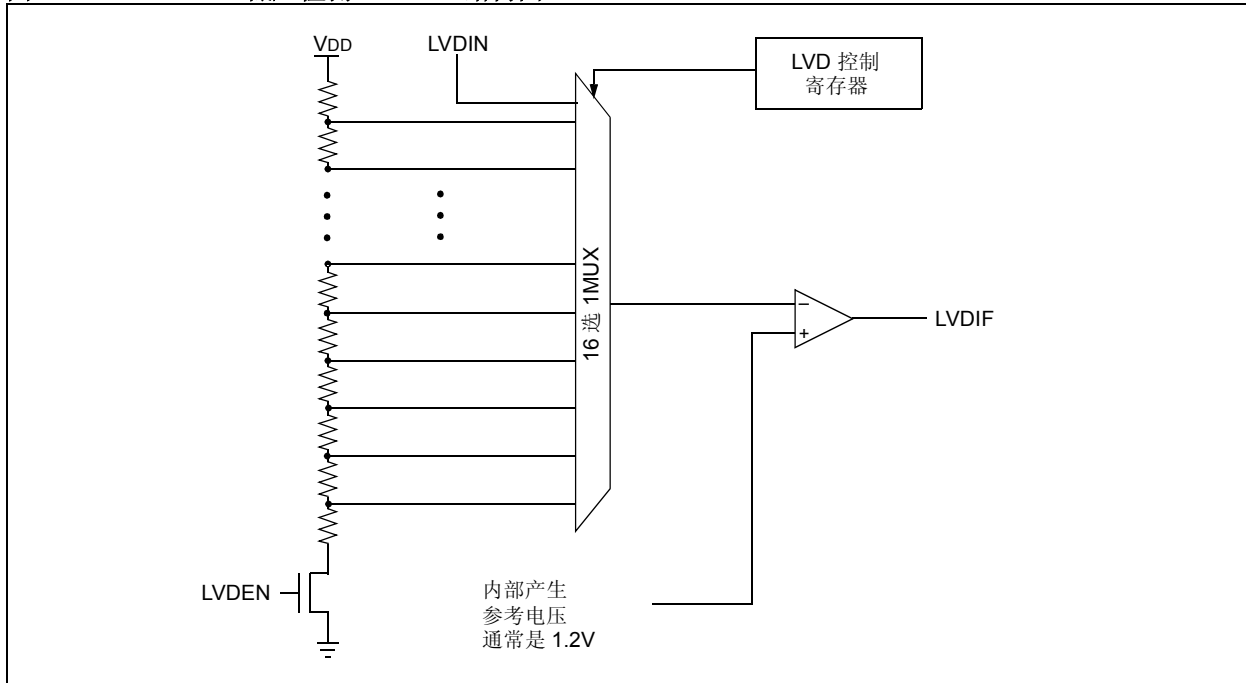 VDD
LVDIN
LVD 控制
寄存器
16 选 1MUX
−
+
LVDIF
LVDEN
内部产生
参考电压
通常是 1.2V